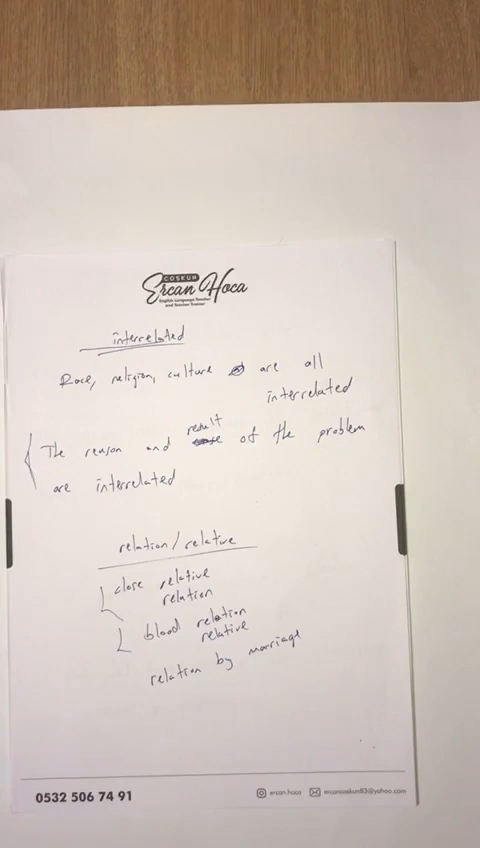 COSKUN
Ercan Hoca
English Language Teacher
and Teacher Trainer
interrelated
Race, religion, culture are all
interrelated
result
The reason and of the problem
are interrelated
relation/relative
close relative
relation
blood relation
relative
relation by marriage
0532 506 74 91
ercan.hoca
ercancoskun83@yahoo.com